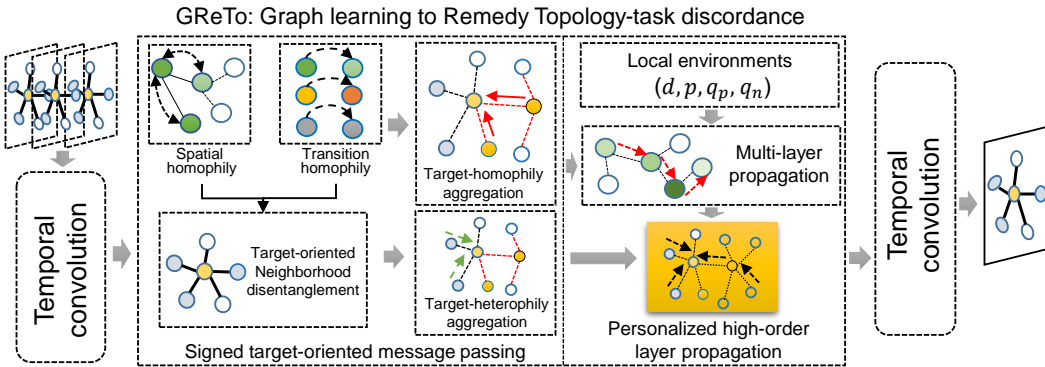 GReTo: Graph learning to Remedy Topology-task discordance
Temporal
convolution
Spatial
homophily
Transition
homophily
Target-oriented
Neighborhood
disentanglement
Target-homophily
aggregation
Target-heterophily
aggregation
Signed target-oriented message passing
Local environments
(d, p, q_p, q_n)
Multi-layer
propagation
Personalized high-order
layer propagation
Temporal
convolution